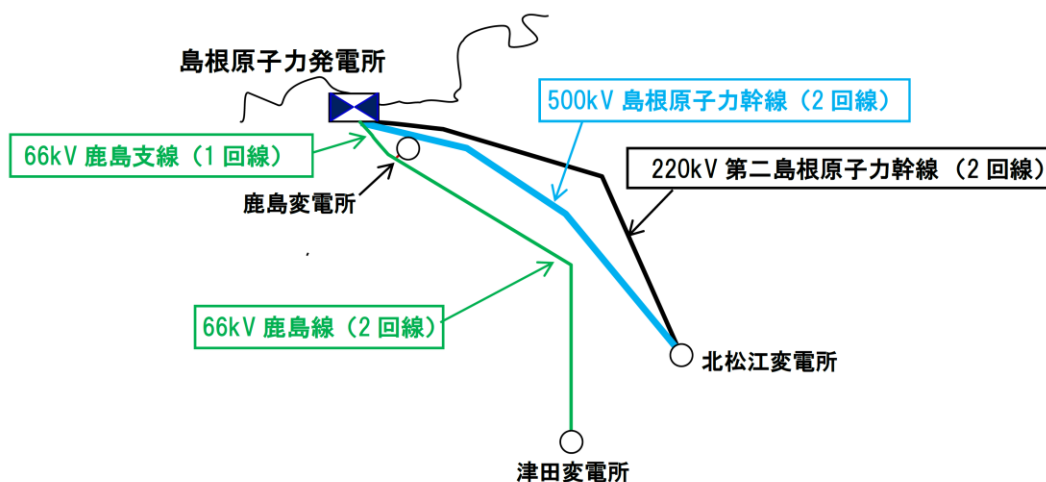 島根原子力発電所
500kV 島根原子力幹線（2 回線）
66kV 鹿島支線（1 回線）
220kV 第二島根原子力幹線（2 回線）
鹿島変電所
66kV 鹿島線（2 回線）
北松江変電所
津田変電所